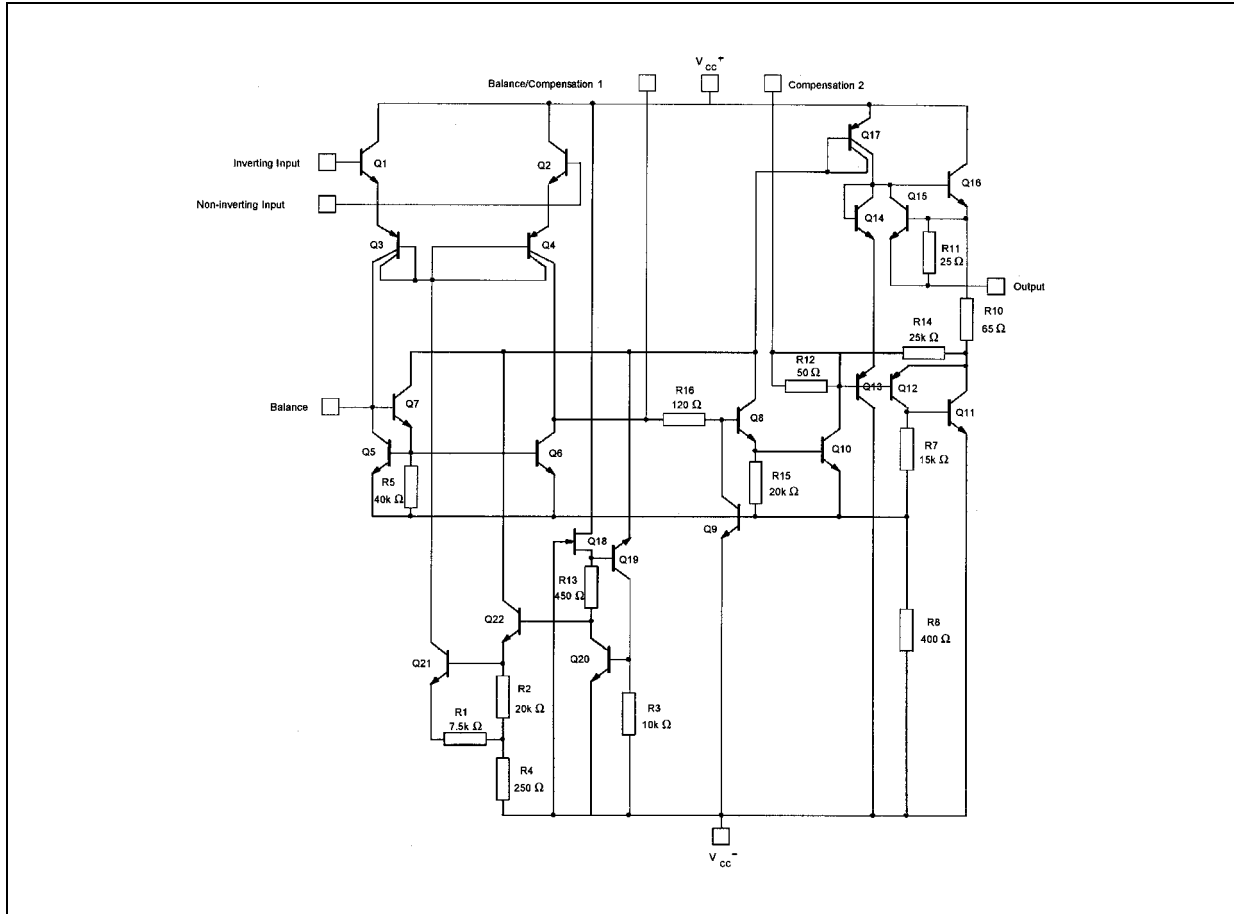 V CC +
Balance/Compensation 1
Compensation 2
Q17
Inverting Input
Q1
Q2
Q16
Q15
Non-inverting Input
Q14
Q3
Q4
R11
25 Ω
Output
R10
65 Ω
R14
25k Ω
R12
50 Ω
Q13
Q12
R16
120 Ω
Balance
Q7
Q8
Q11
Q5
Q6
Q10
R7
15k Ω
R5
40k Ω
R15
20k Ω
Q9
Q18
Q19
R13
450 Ω
Q22
R8
400 Ω
Q21
Q20
R2
20k Ω
R3
10k Ω
R1
7.5k Ω
R4
250 Ω
V CC -